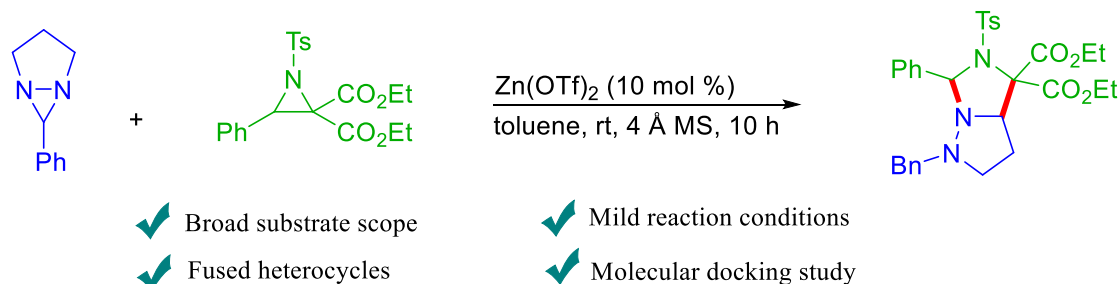 Ts
N
Ph
CO₂Et
CO₂Et
N
N
Ph
+
Ts
N
Ph
CO₂Et
CO₂Et
Zn(OTf)₂ (10 mol %)
toluene, rt, 4 Å MS, 10 h
N
N
Bn
Broad substrate scope
Mild reaction conditions
Fused heterocycles
Molecular docking study